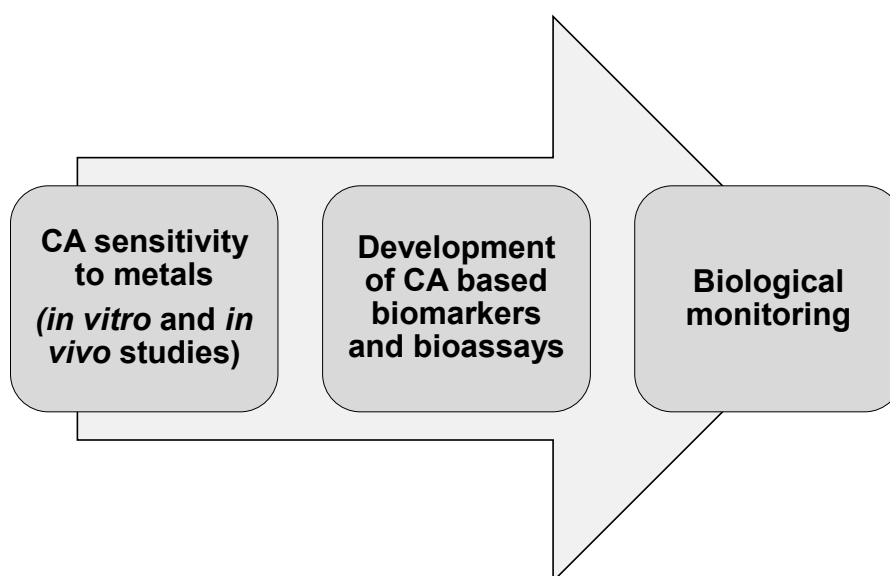 CA sensitivity
to metals
(in vitro and in
vivo studies)
Development
of CA based
biomarkers
and bioassays
Biological
monitoring